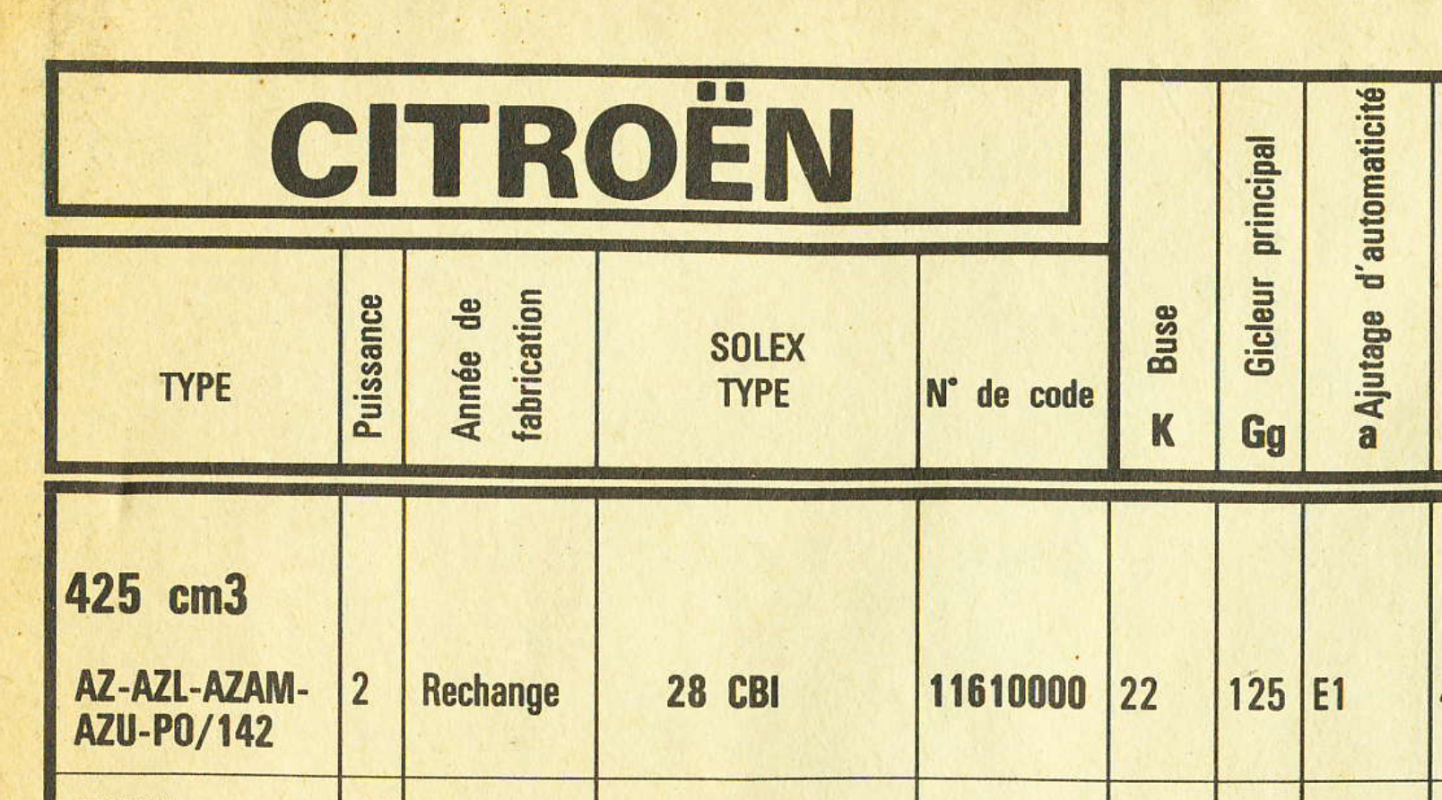 CITROËN
TYPE
Puissance
Année de
fabrication
SOLEX
TYPE
N° de code
K Buse
Gg Gicleur principal
a Ajutage d'automaticité
425 cm3
AZ-AZL-AZAM-
AZU-PO/142
2
Rechange
28 CBI
11610000
22
125
E1